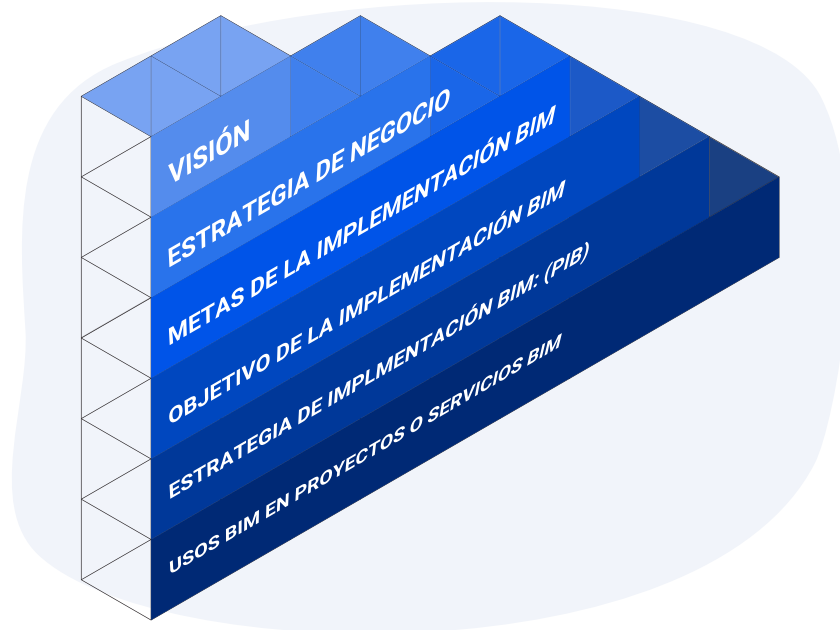 VISIÓN
ESTRATEGIA DE NEGOCIO
METAS DE LA IMPLEMENTACIÓN BIM
OBJETIVO DE LA IMPLEMENTACIÓN BIM
ESTRATEGIA DE IMPLMENTACIÓN BIM: (PIB)
USOS BIM EN PROYECTOS O SERVICIOS BIM